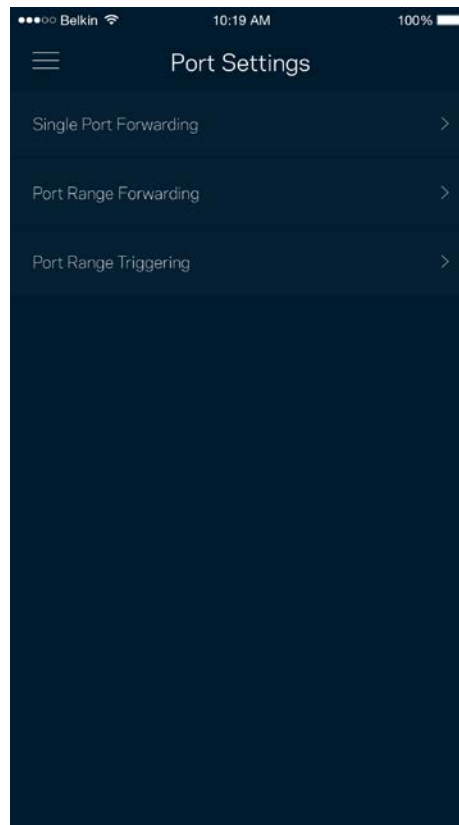 Belkin 10:19 AM 100%
Port Settings
Single Port Forwarding
Port Range Forwarding
Port Range Triggering